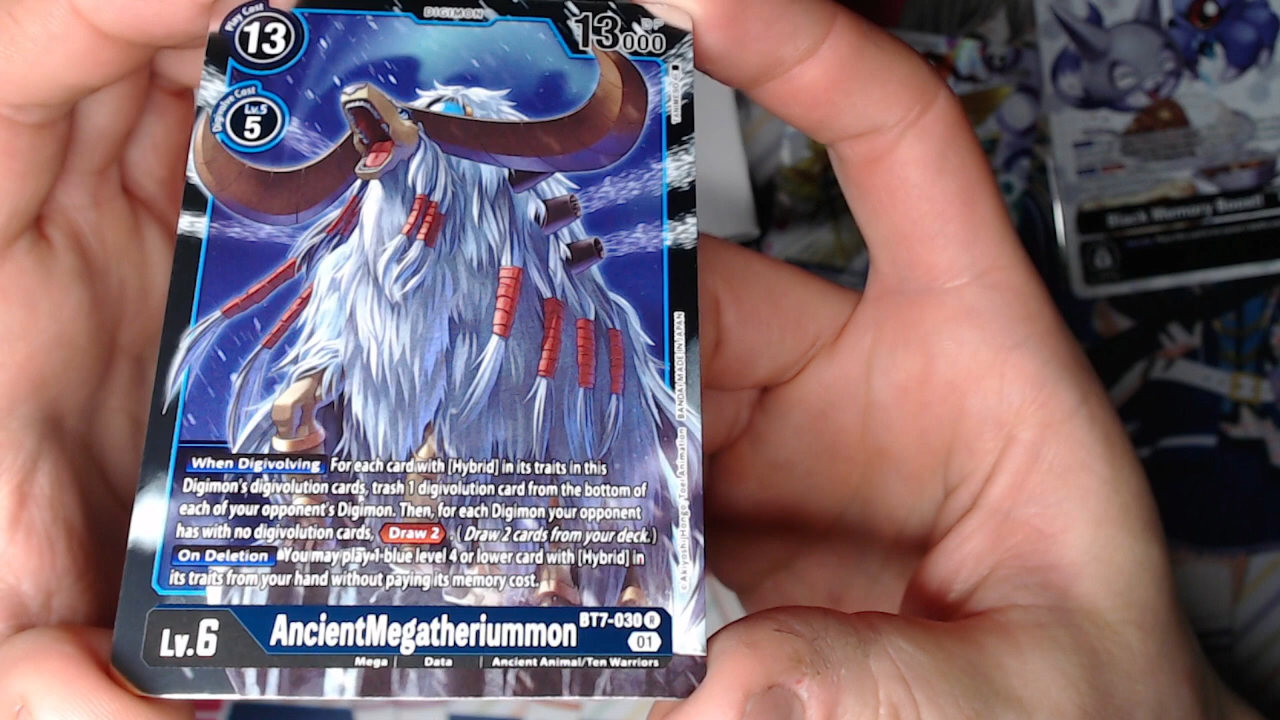 DIGIMON
Play Cost
13
DP
13000
Digivolve Cost
Lv.5
5
When Digivolving For each card with [Hybrid] in its traits in this
Digimon's digivolution cards, trash 1 digivolution card from the bottom of
each of your opponent's Digimon. Then, for each Digimon your opponent
has with no digivolution cards, Draw 2. (Draw 2 cards from your deck.)
On Deletion You may play 1 blue level 4 or lower card with [Hybrid] in
its traits from your hand without paying its memory cost.
Lv.6
AncientMegatheriummon
BT7-030 R
01
Mega
Data
Ancient Animal/Ten Warriors
©Akiyoshi Hongo, Toei Animation BANDAI MADE IN JAPAN
Black Memory Boost!